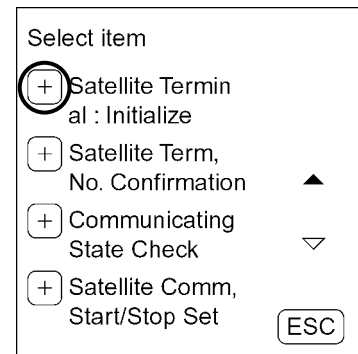 Select item
+ Satellite Termin
al : Initialize
+ Satellite Term,
No. Confirmation
+ Communicating
State Check
+ Satellite Comm,
Start/Stop Set
ESC